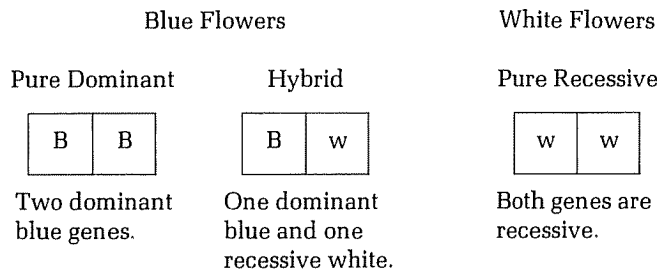 Blue Flowers
White Flowers
Pure Dominant
Hybrid
Pure Recessive
B B
B w
w w
Two dominant
blue genes.
One dominant
blue and one
recessive white.
Both genes are
recessive.